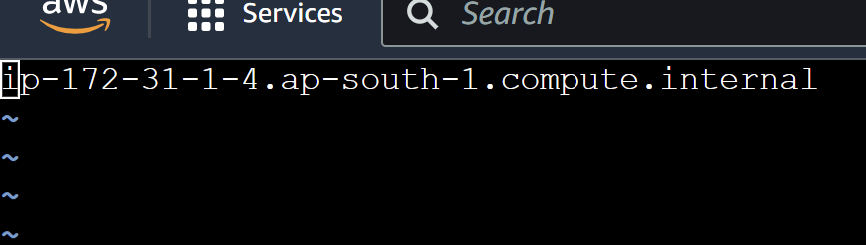 aws Services Search
ip-172-31-1-4.ap-south-1.compute.internal
~
~
~
~